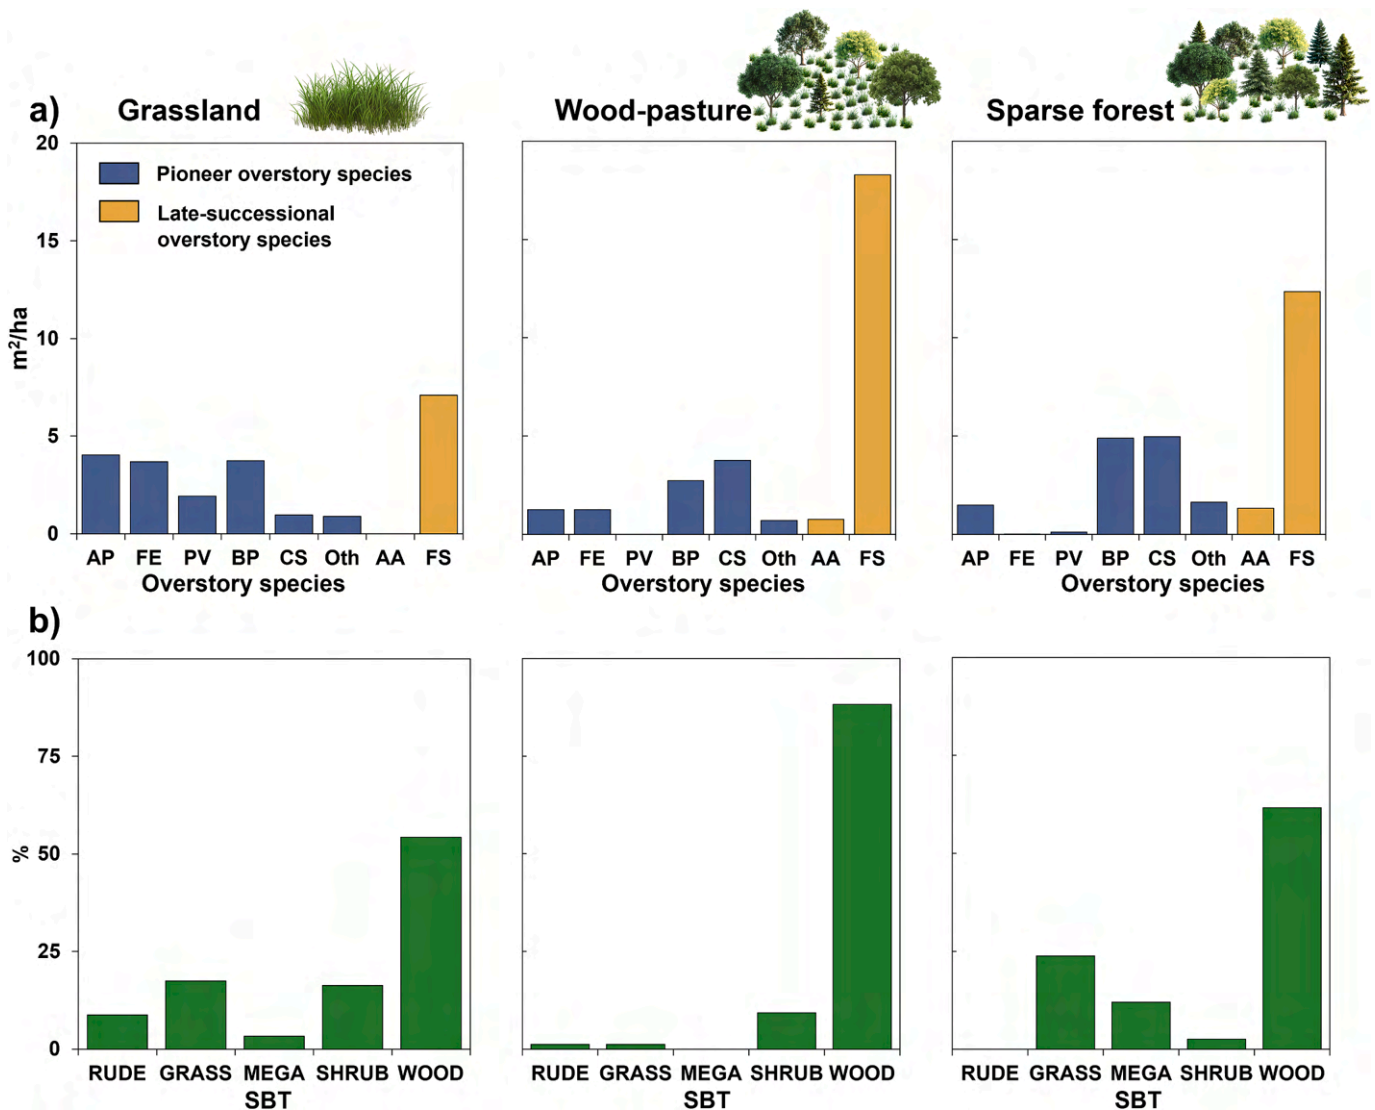 a) Grassland Wood-pasture Sparse forest
20
Pioneer overstory species
Late-successional
overstory species
15
m²/ha
10
5
0
AP FE PV BP CS Oth AA FS
Overstory species
AP FE PV BP CS Oth AA FS
Overstory species
AP FE PV BP CS Oth AA FS
Overstory species
b)
100
75
%
50
25
0
RUDE GRASS MEGA SHRUB WOOD
SBT
RUDE GRASS MEGA SHRUB WOOD
SBT
RUDE GRASS MEGA SHRUB WOOD
SBT